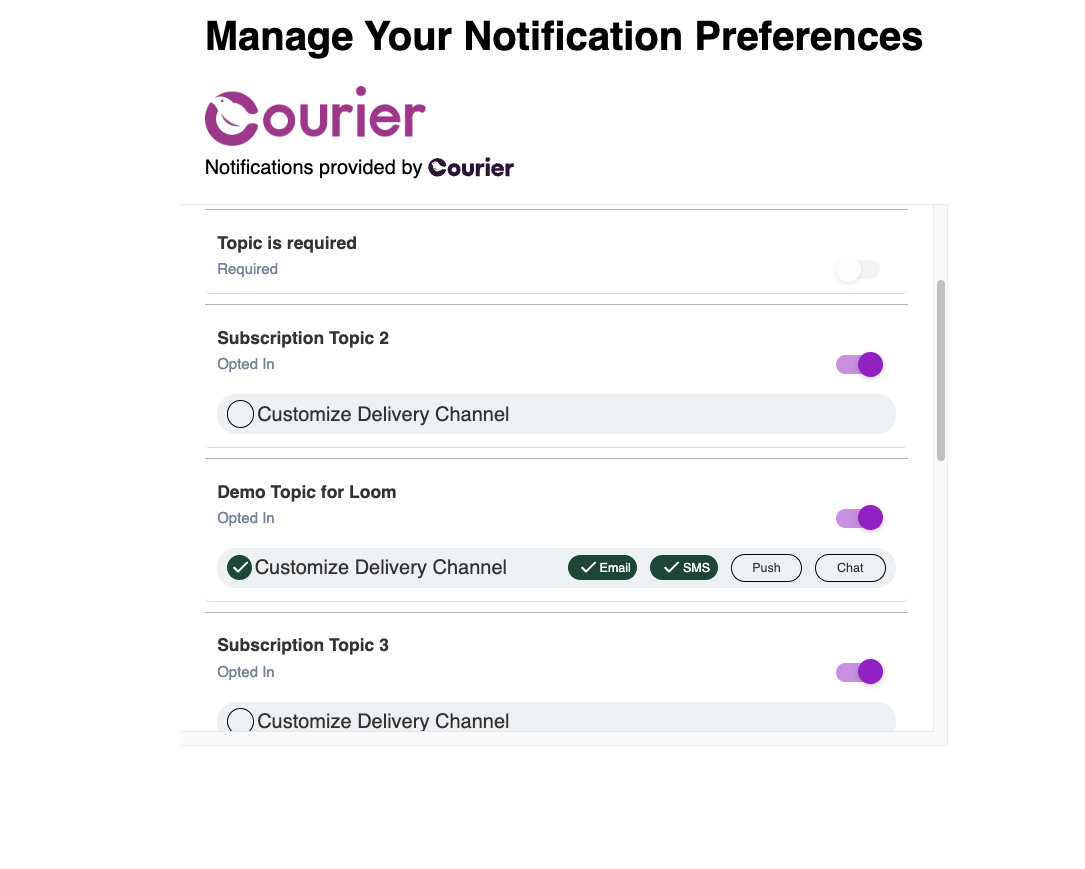 Manage Your Notification Preferences
Courier
Notifications provided by Courier
Topic is required
Required
Subscription Topic 2
Opted In
Customize Delivery Channel
Demo Topic for Loom
Opted In
Customize Delivery Channel Email SMS Push Chat
Subscription Topic 3
Opted In
Customize Delivery Channel